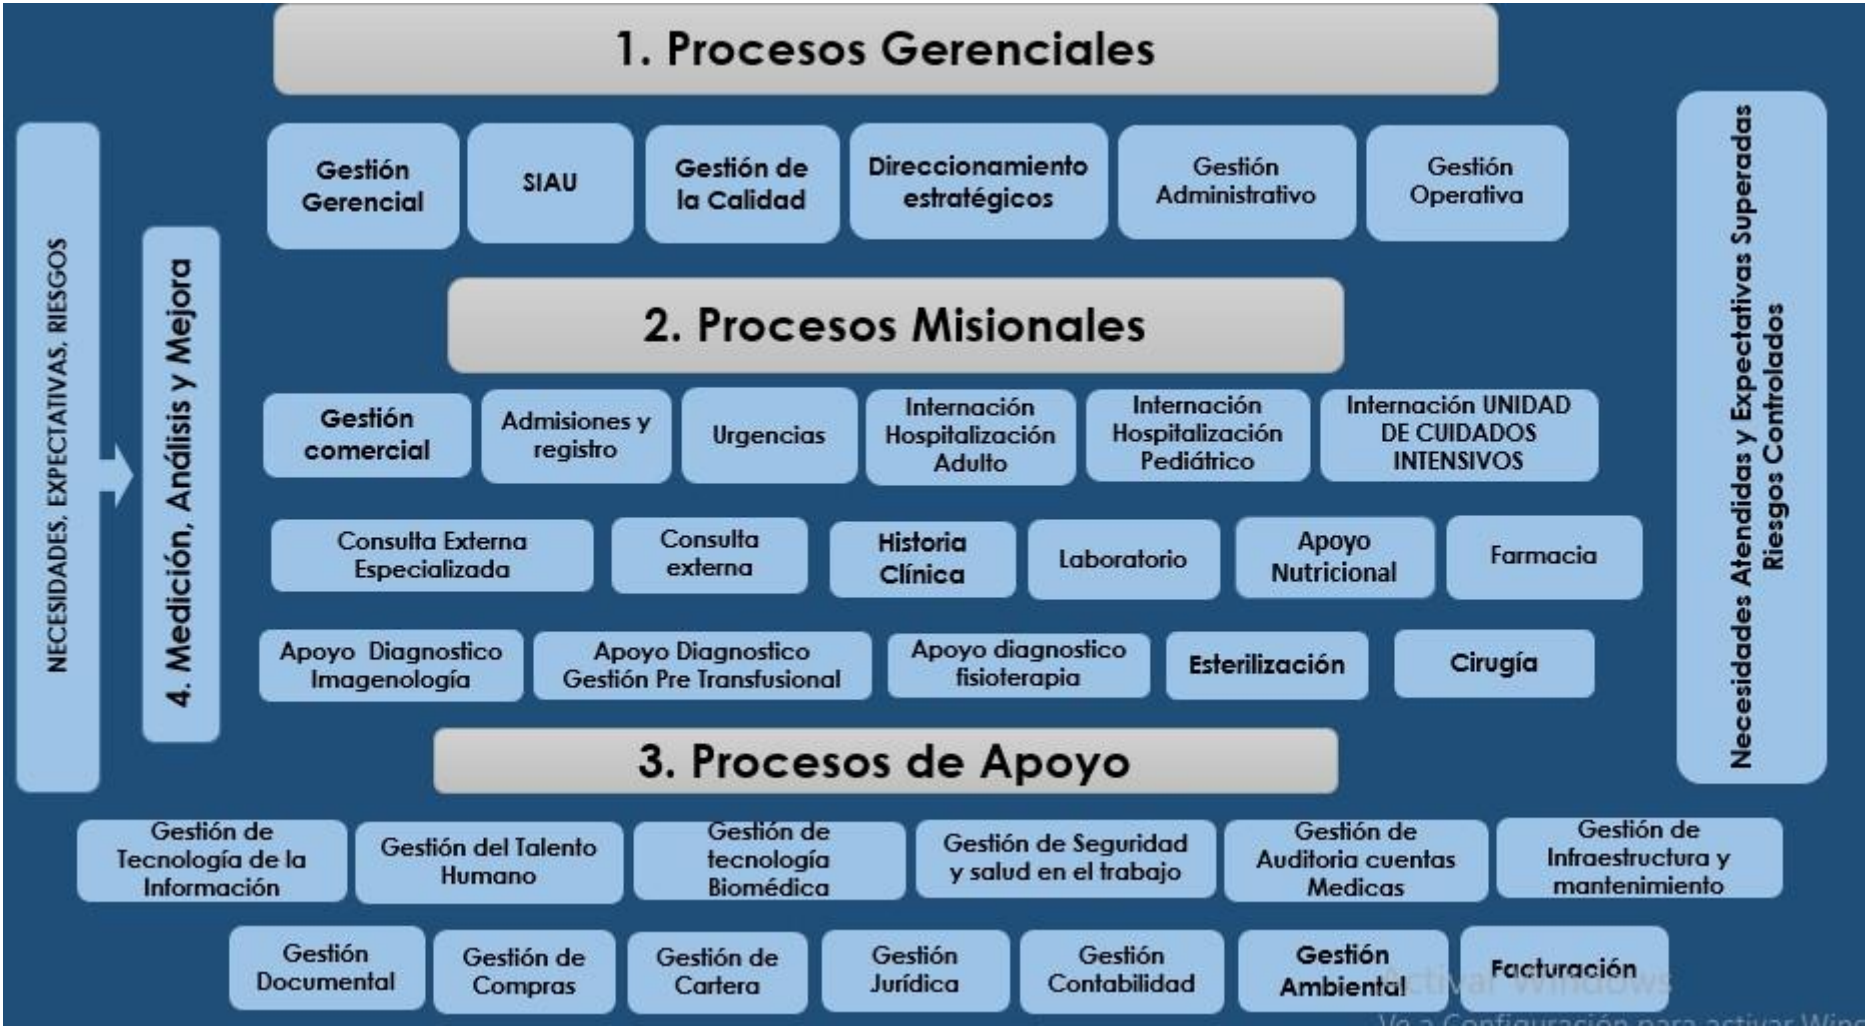 1. Procesos Gerenciales
Gestión
Gerencial
SIAU
Gestión de
la Calidad
Direccionamiento
estratégicos
Gestión
Administrativo
Gestión
Operativa
NECESIDADES, EXPECTATIVAS, RIESGOS
4. Medición, Análisis y Mejora
2. Procesos Misionales
Gestión
comercial
Admisiones y
registro
Urgencias
Internación
Hospitalización
Adulto
Internación
Hospitalización
Pediátrico
Internación UNIDAD
DE CUIDADOS
INTENSIVOS
Consulta Externa
Especializada
Consulta
externa
Historia
Clínica
Laboratorio
Apoyo
Nutricional
Farmacia
Apoyo Diagnostico
Imagenología
Apoyo Diagnostico
Gestión Pre Transfusional
Apoyo diagnostico
fisioterapia
Esterilización
Cirugía
Necesidades Atendidas y Expectativas Superadas
Riesgos Controlados
3. Procesos de Apoyo
Gestión de
Tecnología de la
Información
Gestión del Talento
Humano
Gestión de
tecnología
Biomédica
Gestión de Seguridad
y salud en el trabajo
Gestión de
Auditoria cuentas
Medicas
Gestión de
Infraestructura y
mantenimiento
Gestión
Documental
Gestión de
Compras
Gestión de
Cartera
Gestión
Jurídica
Gestión
Contabilidad
Gestión
Ambiental
Facturación
Activar Windows
Ve a Configuración para activar